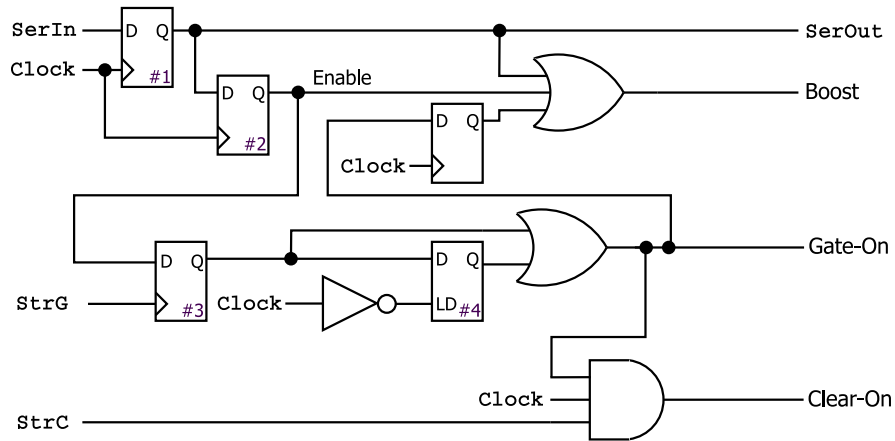 SerIn D Q SerOut
Clock #1
Enable
D Q Boost
#2
D Q
Clock
D Q D Q Gate-On
StrG #3 Clock LD #4
Clock Clear-On
StrC